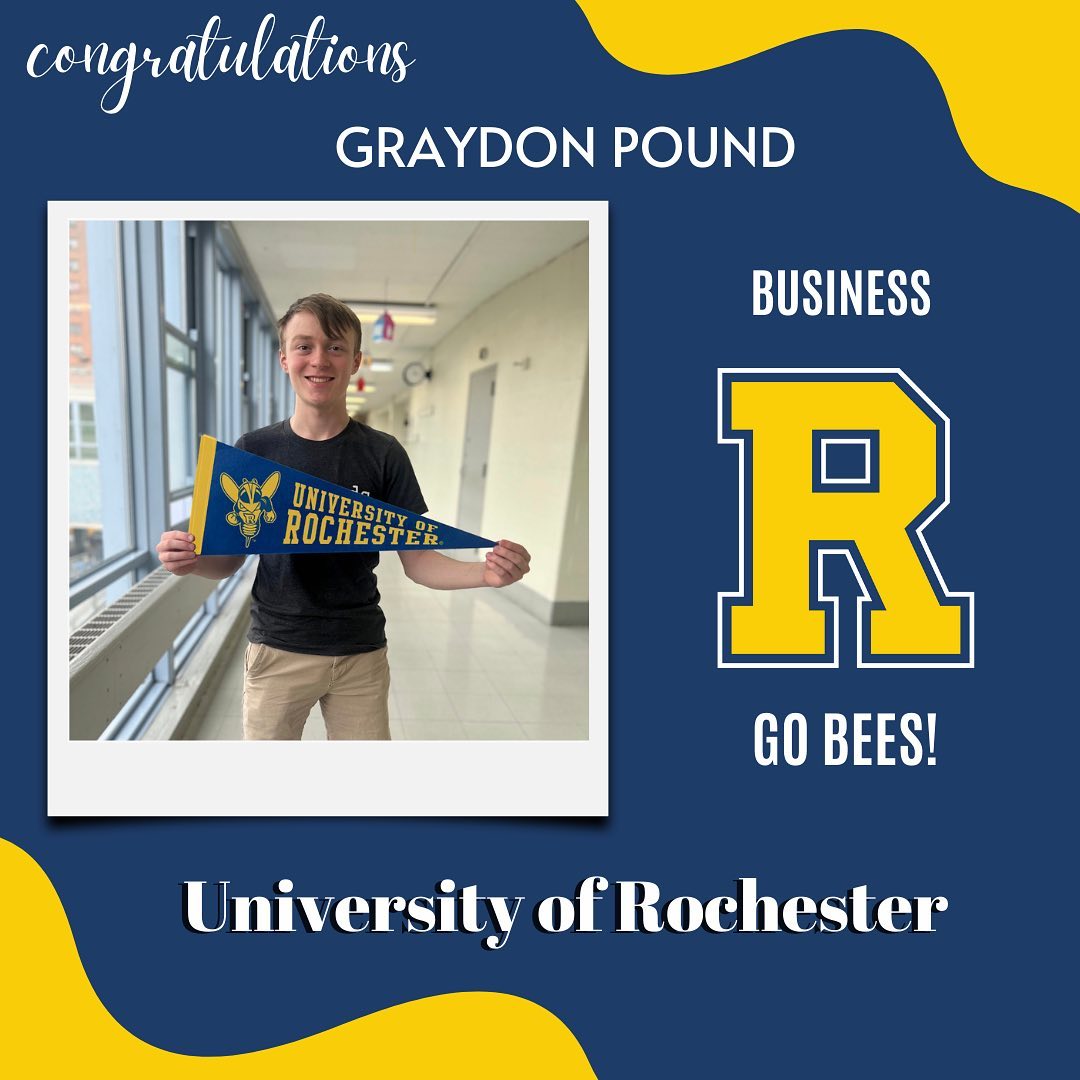 congratulations
GRAYDON POUND
BUSINESS
UNIVERSITY OF
ROCHESTER
R
GO BEES!
University of Rochester